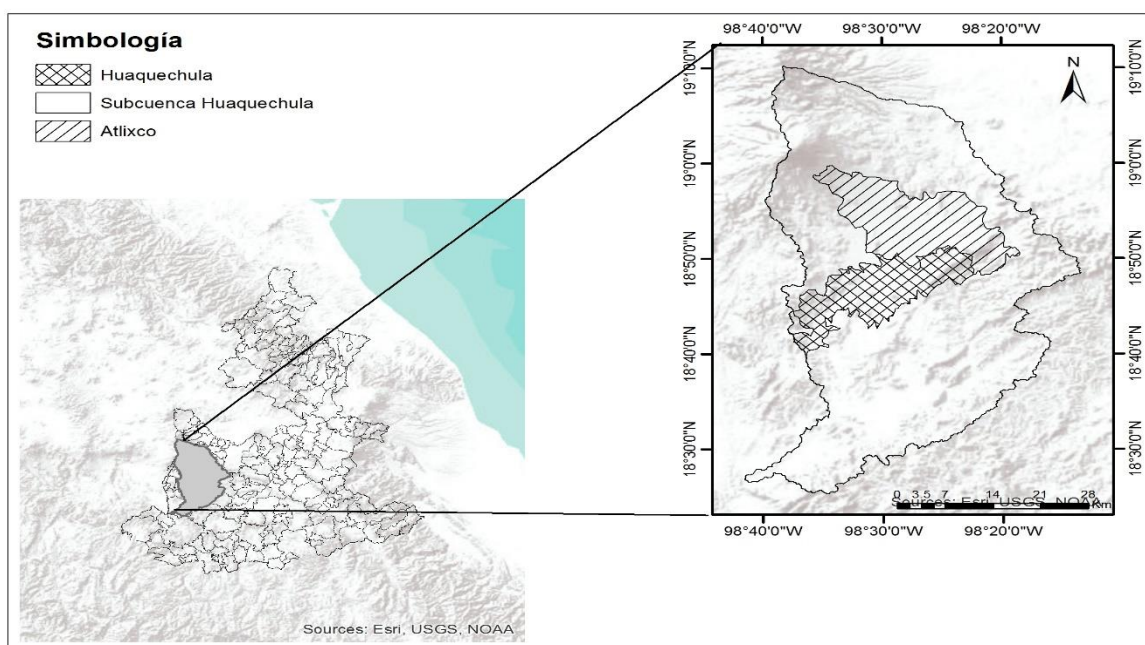 Simbología
Huaquechula
Subcuenca Huaquechula
Atlixco
Sources: Esri, USGS, NOAA
98°40'0"W 98°30'0"W 98°20'0"W
N
19°10'0"N 19°10'0"N
19°0'0"N 19°0'0"N
18°50'0"N 18°50'0"N
18°40'0"N 18°40'0"N
18°30'0"N 18°30'0"N
0 3.5 7 14 21 28
Km
Sources: Esri, USGS, NOAA
98°40'0"W 98°30'0"W 98°20'0"W